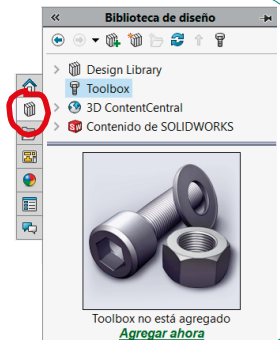 Biblioteca de diseño
Design Library
Toolbox
3D ContentCentral
Contenido de SOLIDWORKS
Toolbox no está agregado
Agregar ahora